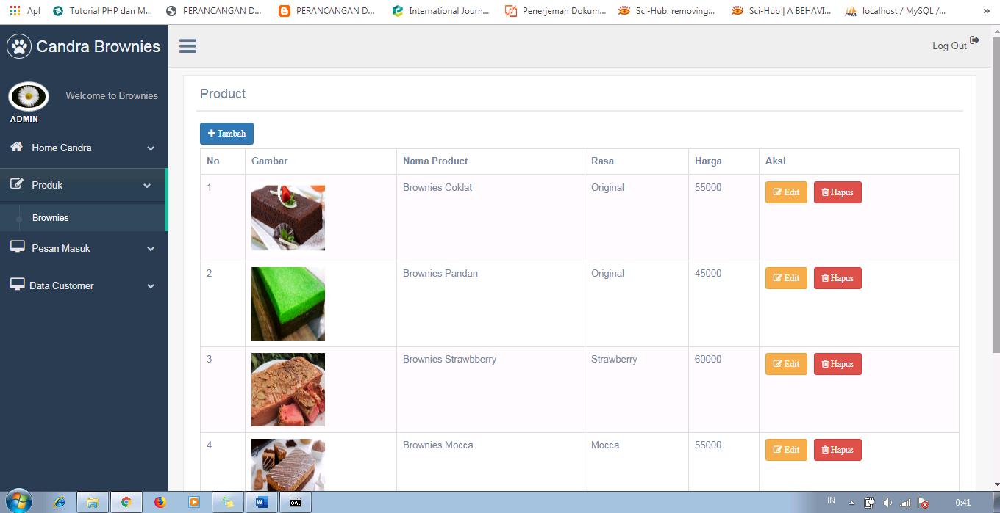 Apl Tutorial PHP dan M... PERANCANGAN D... PERANCANGAN D... International Journ... Penerjemah Dokum... Sci-Hub: removing... Sci-Hub | A BEHAVI... localhost / MySQL /... »
Candra Brownies
Log Out
Welcome to Brownies
ADMIN
Home Candra
Produk
Brownies
Pesan Masuk
Data Customer
Product
Tambah
No Gambar Nama Product Rasa Harga Aksi
1 Brownies Coklat Original 55000 Edit Hapus
2 Brownies Pandan Original 45000 Edit Hapus
3 Brownies Strawbberry Strawberry 60000 Edit Hapus
4 Brownies Mocca Mocca 55000 Edit Hapus
IN 0:41